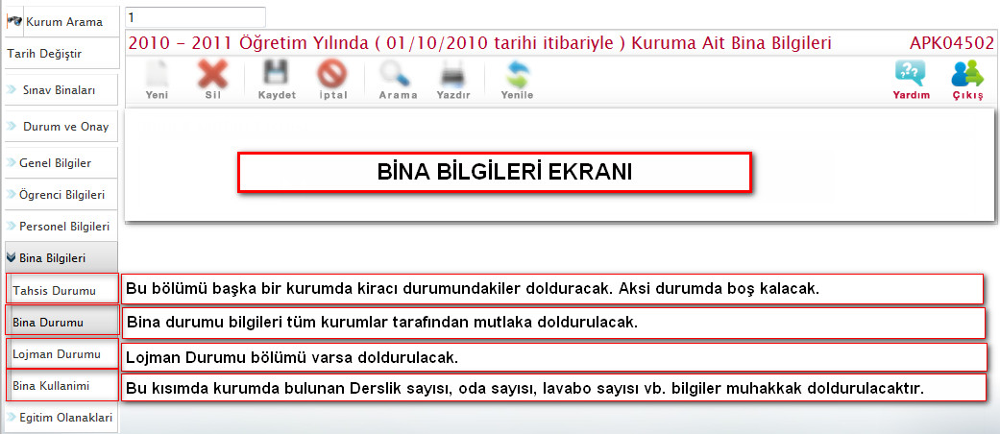 Kurum Arama
1
2010 - 2011 Öğretim Yılında ( 01/10/2010 tarihi itibariyle ) Kuruma Ait Bina Bilgileri APK04502
Tarih Değiştir
Yeni Sil Kaydet İptal Arama Yazdır Yenile Yardım Çıkış
Sınav Binaları
Durum ve Onay
Genel Bilgiler
BİNA BİLGİLERİ EKRANI
Ögrenci Bilgileri
Personel Bilgileri
Bina Bilgileri
Tahsis Durumu Bu bölümü başka bir kurumda kiracı durumundakiler dolduracak. Aksi durumda boş kalacak.
Bina Durumu Bina durumu bilgileri tüm kurumlar tarafından mutlaka doldurulacak.
Lojman Durumu Lojman Durumu bölümü varsa doldurulacak.
Bina Kullanimi Bu kısımda kurumda bulunan Derslik sayısı, oda sayısı, lavabo sayısı vb. bilgiler muhakkak doldurulacaktır.
Egitim Olanaklari